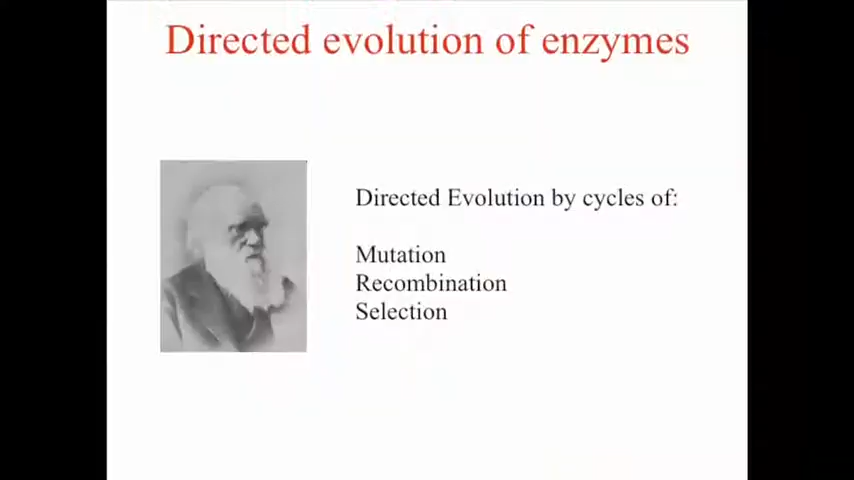 Directed evolution of enzymes
Directed Evolution by cycles of:
Mutation
Recombination
Selection